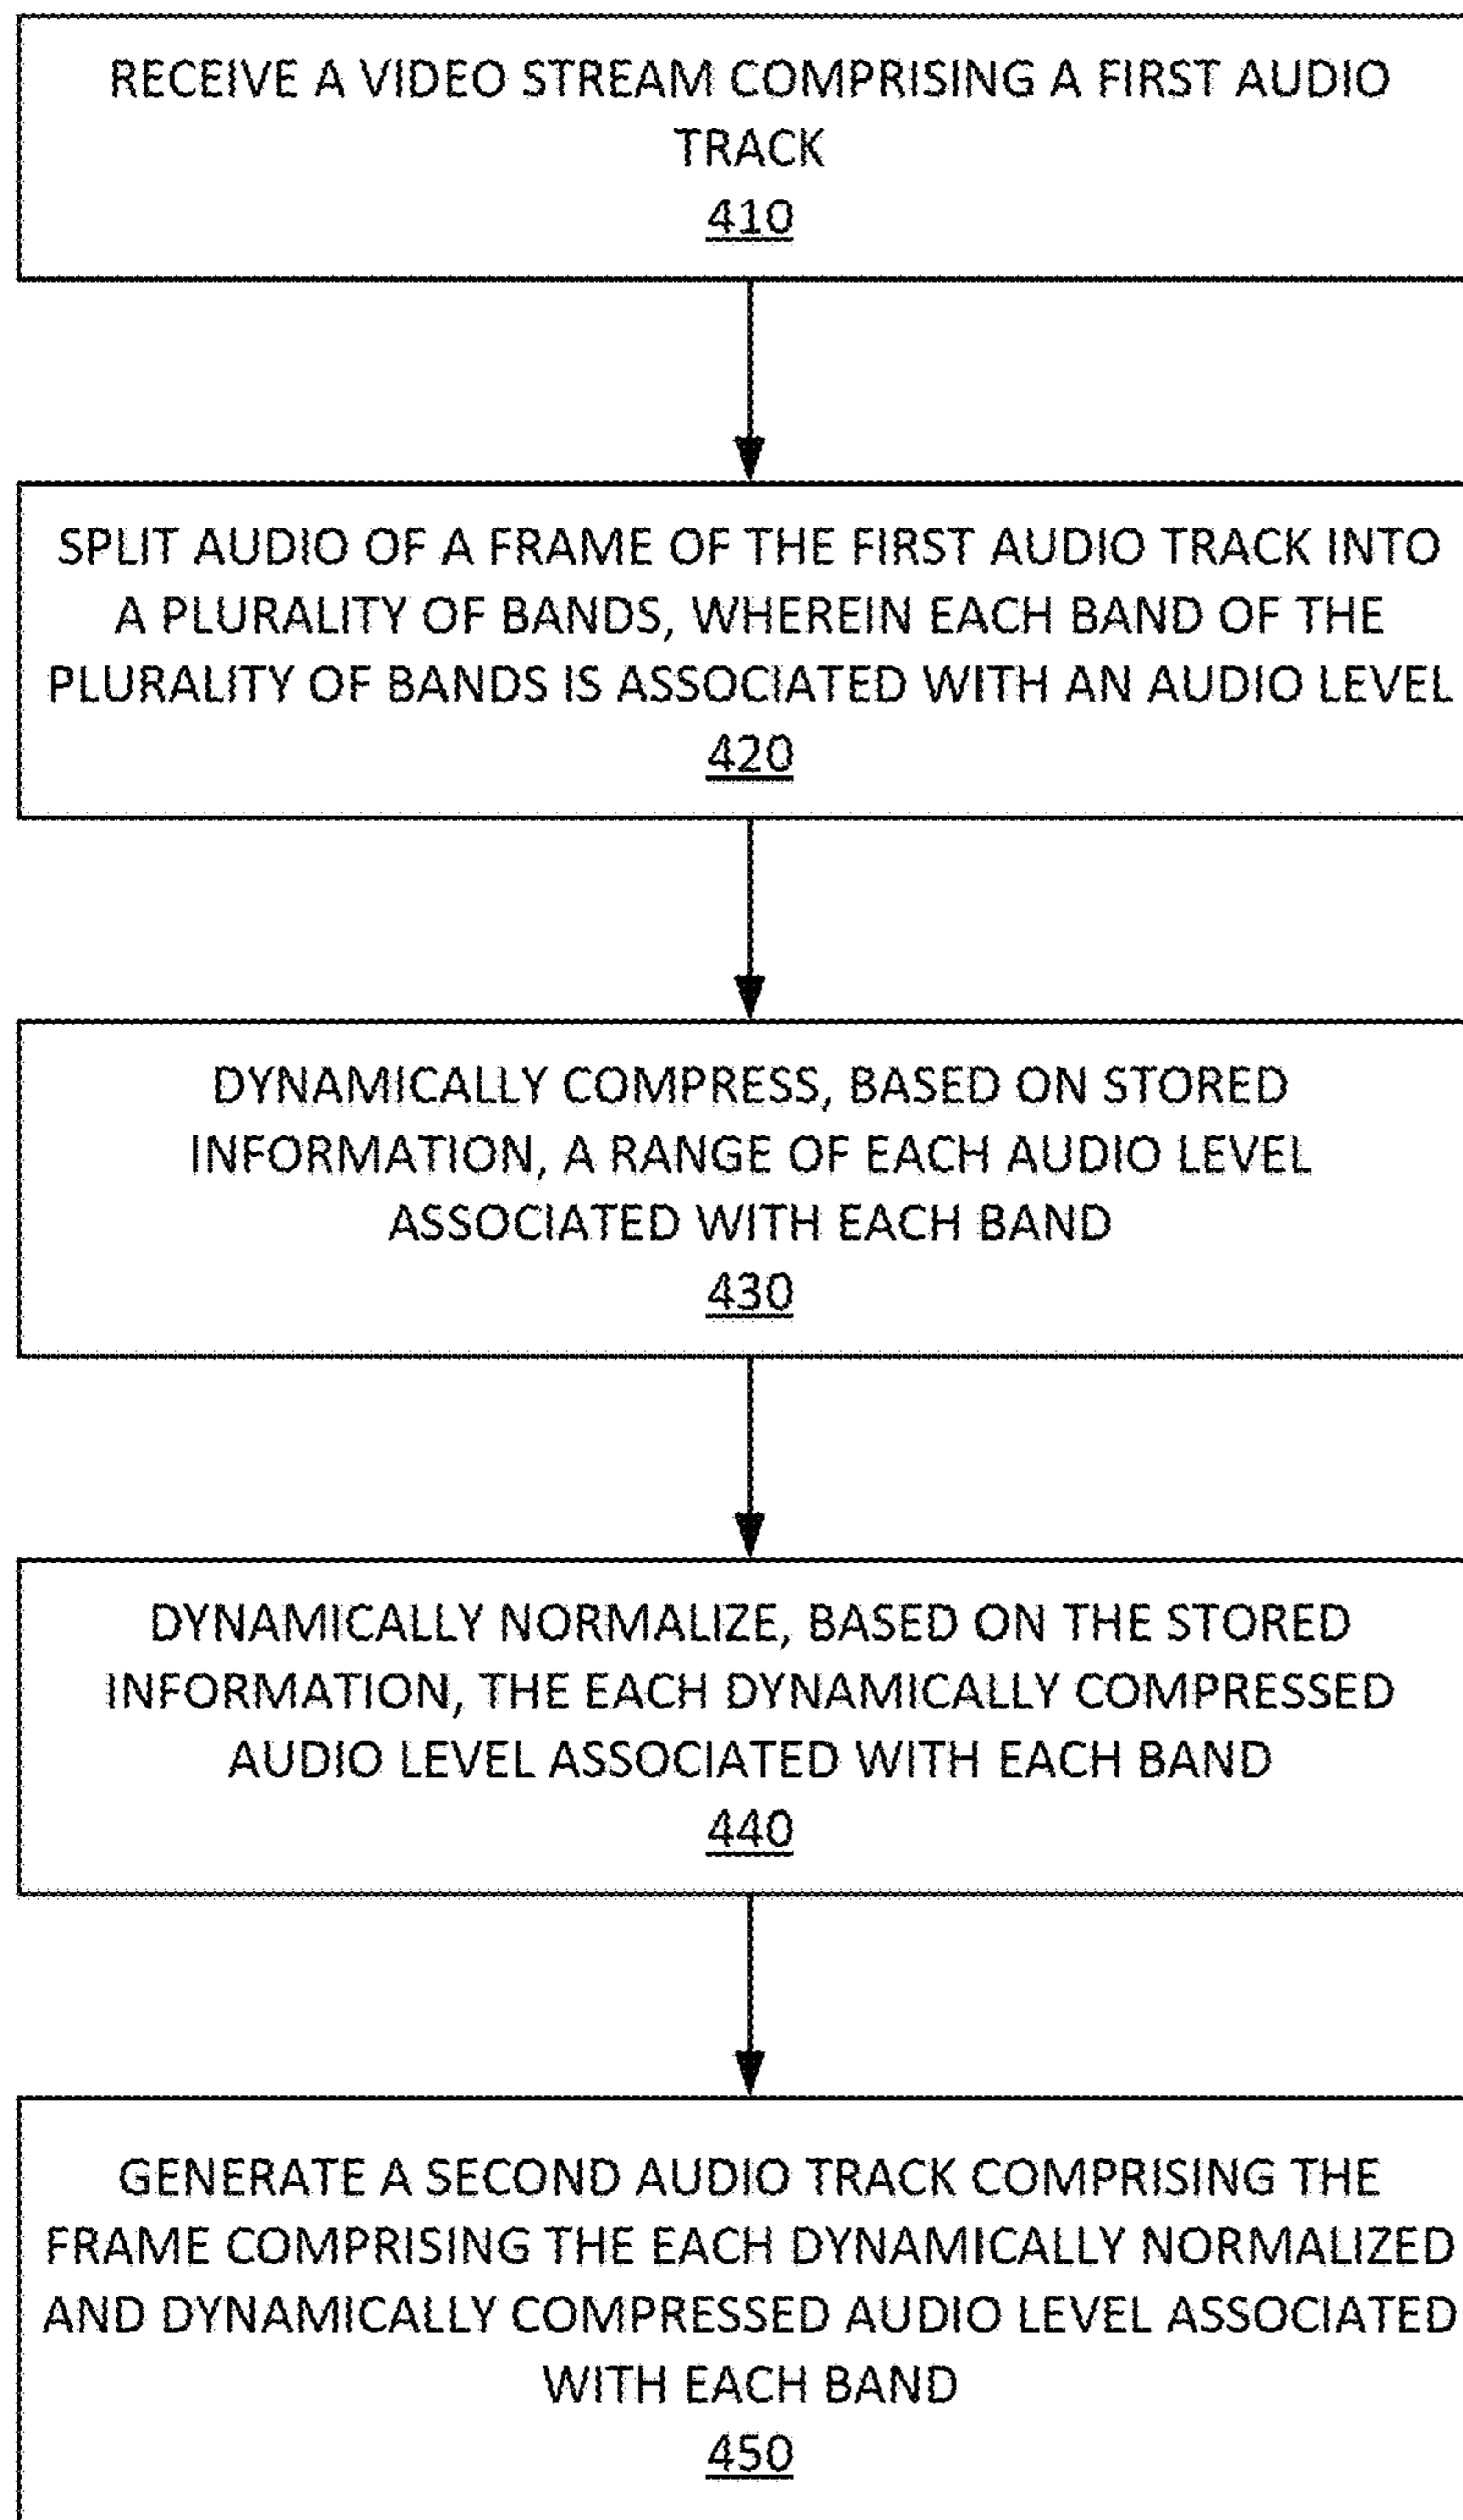 RECEIVE A VIDEO STREAM COMPRISING A FIRST AUDIO
TRACK
410
SPLIT AUDIO OF A FRAME OF THE FIRST AUDIO TRACK INTO
A PLURALITY OF BANDS, WHEREIN EACH BAND OF THE
PLURALITY OF BANDS IS ASSOCIATED WITH AN AUDIO LEVEL
420
DYNAMICALLY COMPRESS, BASED ON STORED
INFORMATION, A RANGE OF EACH AUDIO LEVEL
ASSOCIATED WITH EACH BAND
430
DYNAMICALLY NORMALIZE, BASED ON THE STORED
INFORMATION, THE EACH DYNAMICALLY COMPRESSED
AUDIO LEVEL ASSOCIATED WITH EACH BAND
440
GENERATE A SECOND AUDIO TRACK COMPRISING THE
FRAME COMPRISING THE EACH DYNAMICALLY NORMALIZED
AND DYNAMICALLY COMPRESSED AUDIO LEVEL ASSOCIATED
WITH EACH BAND
450